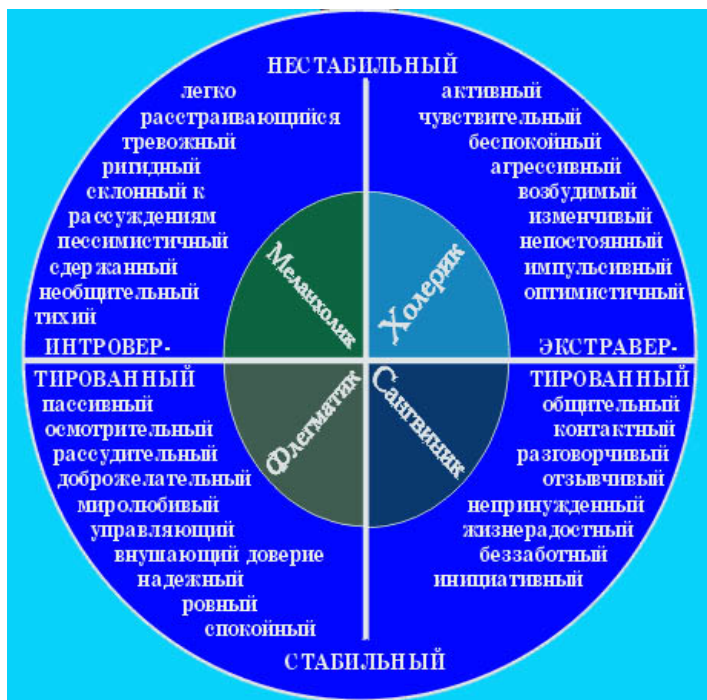 НЕСТАБИЛЬНЫЙ
легко
расстраивающийся
тревожный
ригидный
склонный к
рассуждениям
пессимистичный
сдержанный
необщительный
тихий
ИНТРОВЕР-
ТИРОВАННЫЙ
пассивный
осмотрительный
рассудительный
доброжелательный
миролюбивый
управляющий
внушающий доверие
надежный
ровный
спокойный
активный
чувствительный
беспокойный
агрессивный
возбудимый
изменчивый
непостоянный
импульсивный
оптимистичный
ЭКСТРАВЕР-
ТИРОВАННЫЙ
общительный
контактный
разговорчивый
отзывчивый
непринужденный
жизнерадостный
беззаботный
инициативный
Меланхолик
Холерик
Флегматик
Сангвиник
СТАБИЛЬНЫЙ